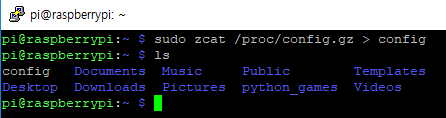 pi@raspberrypi: ~
pi@raspberrypi:~ $ sudo zcat /proc/config.gz > config
pi@raspberrypi:~ $ ls
config Documents Music Public Templates
Desktop Downloads Pictures python_games Videos
pi@raspberrypi:~ $